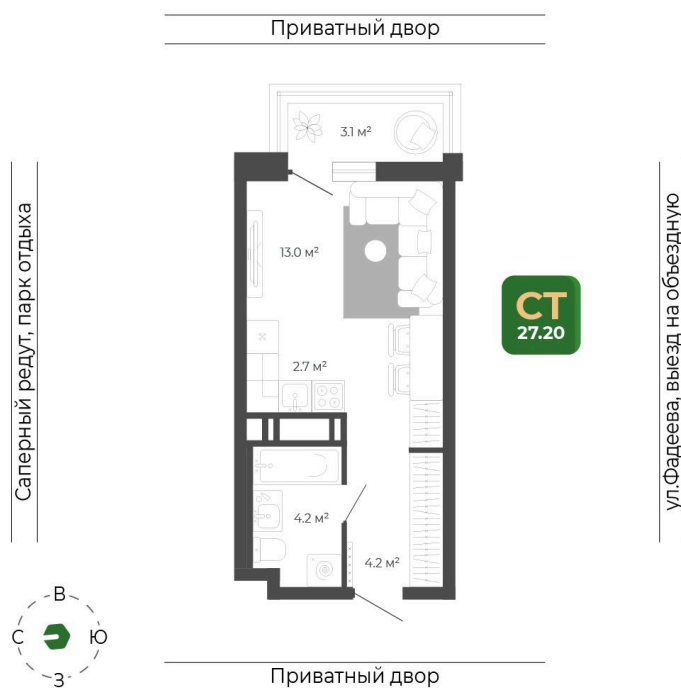 Приватный двор
3.1 м²
Саперный редут, парк отдыха
13.0 м²
ул.Фадеева, выезд на объездную
СТ
27.20
2.7 м²
4.2 м²
4.2 м²
В
С
Ю
З
Приватный двор